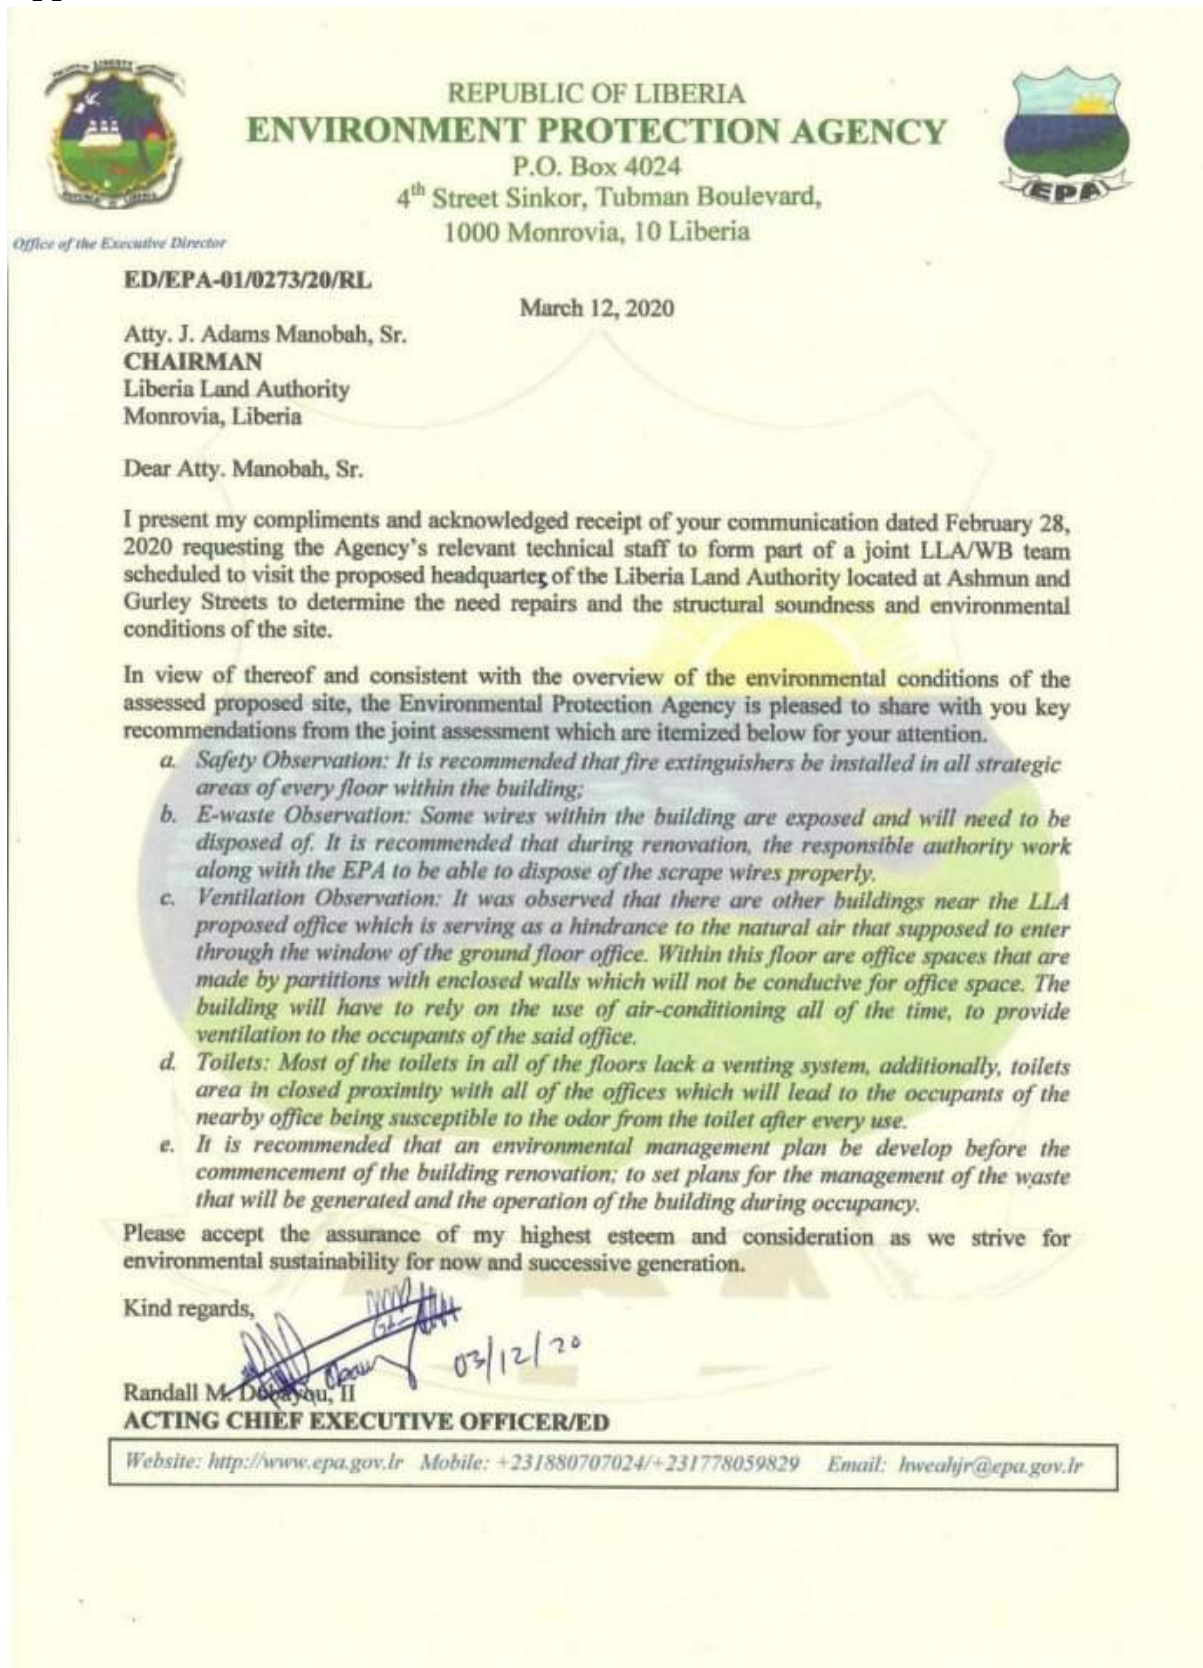 REPUBLIC OF LIBERIA
ENVIRONMENT PROTECTION AGENCY
P.O. Box 4024
4th Street Sinkor, Tubman Boulevard,
1000 Monrovia, 10 Liberia
EPA
Office of the Executive Director
ED/EPA-01/0273/20/RL
March 12, 2020
Atty. J. Adams Manobah, Sr.
CHAIRMAN
Liberia Land Authority
Monrovia, Liberia
Dear Atty. Manobah, Sr.
I present my compliments and acknowledged receipt of your communication dated February 28,
2020 requesting the Agency's relevant technical staff to form part of a joint LLA/WB team
scheduled to visit the proposed headquarters of the Liberia Land Authority located at Ashmun and
Gurley Streets to determine the need repairs and the structural soundness and environmental
conditions of the site.
In view of thereof and consistent with the overview of the environmental conditions of the
assessed proposed site, the Environmental Protection Agency is pleased to share with you key
recommendations from the joint assessment which are itemized below for your attention.
a. Safety Observation: It is recommended that fire extinguishers be installed in all strategic
areas of every floor within the building;
b. E-waste Observation: Some wires within the building are exposed and will need to be
disposed of. It is recommended that during renovation, the responsible authority work
along with the EPA to be able to dispose of the scrape wires properly.
c. Ventilation Observation: It was observed that there are other buildings near the LLA
proposed office which is serving as a hindrance to the natural air that supposed to enter
through the window of the ground floor office. Within this floor are office spaces that are
made by partitions with enclosed walls which will not be conducive for office space. The
building will have to rely on the use of air-conditioning all of the time, to provide
ventilation to the occupants of the said office.
d. Toilets: Most of the toilets in all of the floors lack a venting system, additionally, toilets
area in closed proximity with all of the offices which will lead to the occupants of the
nearby office being susceptible to the odor from the toilet after every use.
e. It is recommended that an environmental management plan be develop before the
commencement of the building renovation; to set plans for the management of the waste
that will be generated and the operation of the building during occupancy.
Please accept the assurance of my highest esteem and consideration as we strive for
environmental sustainability for now and successive generation.
Kind regards,
03/12/20
Randall M. Dobayou, II
ACTING CHIEF EXECUTIVE OFFICER/ED
Website: http://www.epa.gov.lr Mobile: +231880707024/+231778059829 Email: hweahjr@epa.gov.lr